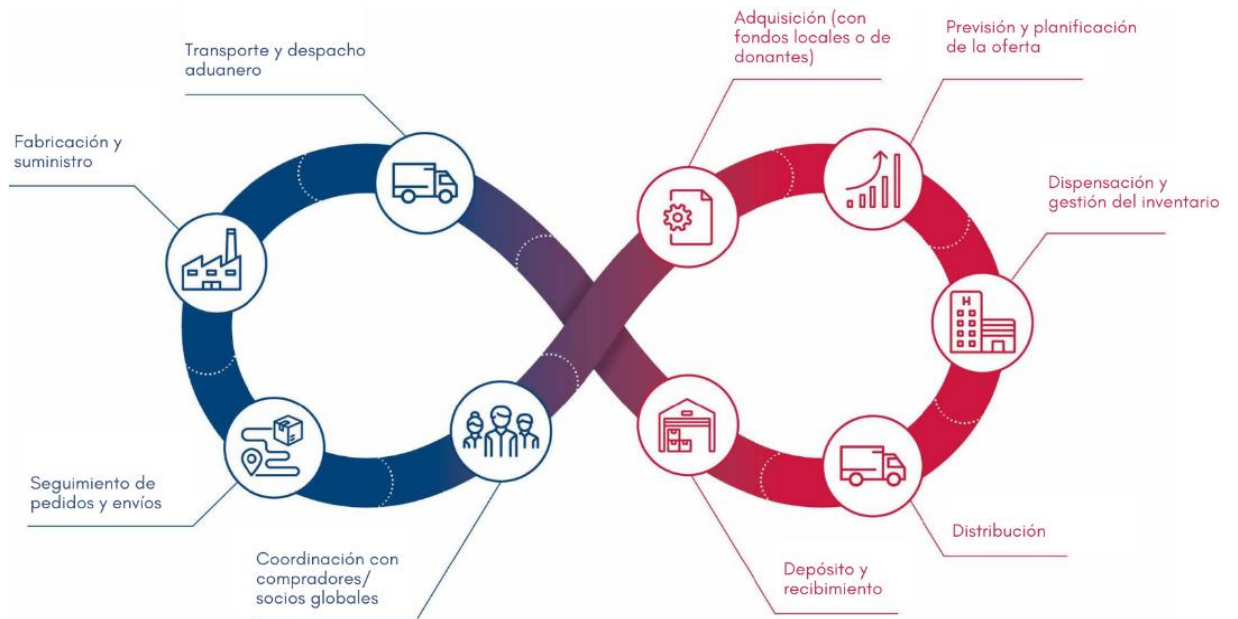 Adquisición (con
fondos locales o de
donantes)
Previsión y planificación
de la oferta
Transporte y despacho
aduanero
Fabricación y
suministro
Dispensación y
gestión del inventario
H
Seguimiento de
pedidos y envíos
Distribución
Coordinación con
compradores/
socios globales
Depósito y
recibimiento